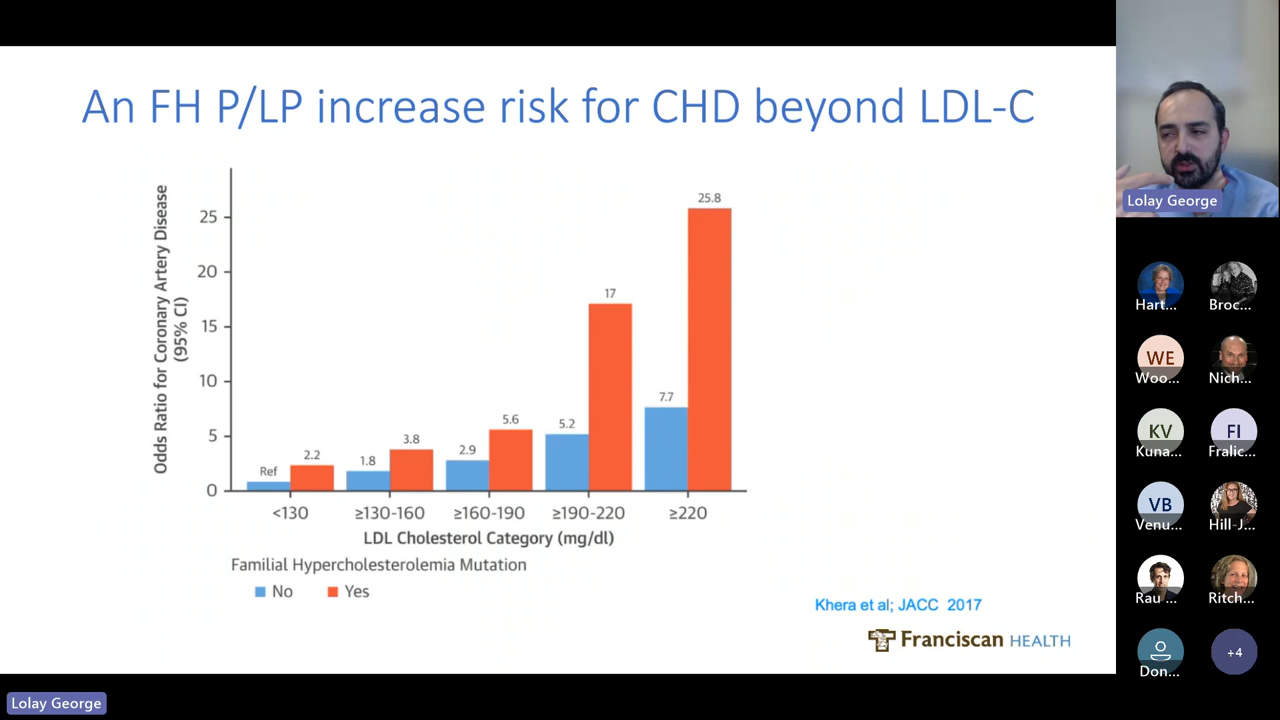 An FH P/LP increase risk for CHD beyond LDL-C
Odds Ratio for Coronary Artery Disease
(95% CI)
25
20
15
10
5
0
Ref
2.2
1.8
3.8
2.9
5.6
5.2
17
7.7
25.8
<130
≥130-160
≥160-190
≥190-220
≥220
LDL Cholesterol Category (mg/dl)
Familial Hypercholesterolemia Mutation
No
Yes
Khera et al; JACC 2017
Franciscan HEALTH
Lolay George
Hart...
Broc...
WE
Woo...
Nich...
KV
Kuna...
FI
Fralic...
VB
Venu...
Hill-J...
Rau ...
Ritch...
Don...
+4
Lolay George